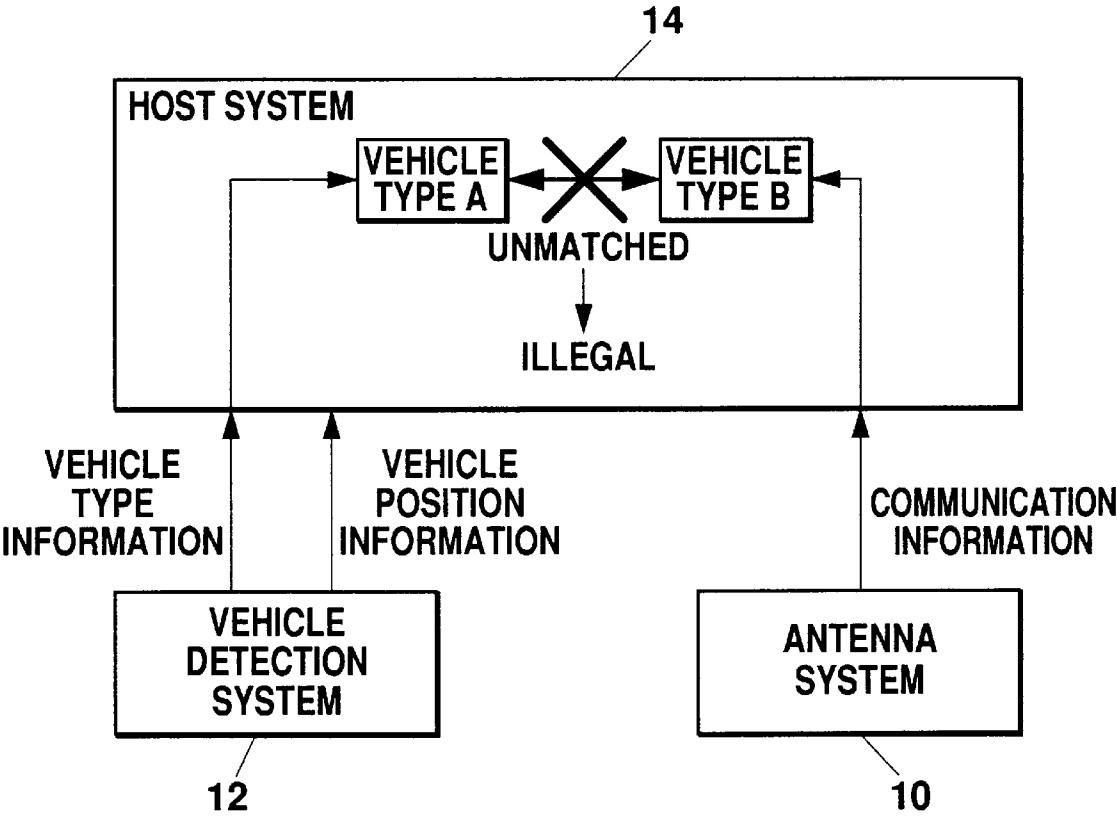 14
HOST SYSTEM
VEHICLE
TYPE A
VEHICLE
TYPE B
UNMATCHED
ILLEGAL
VEHICLE
TYPE
INFORMATION
VEHICLE
POSITION
INFORMATION
COMMUNICATION
INFORMATION
VEHICLE
DETECTION
SYSTEM
ANTENNA
SYSTEM
12
10